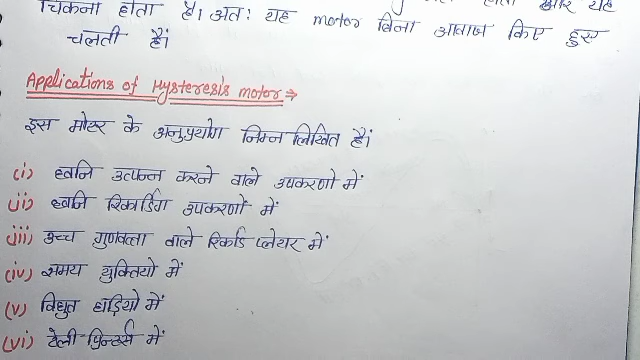 चिकना होता है। अतः यह motor बिना आवाज किए हुए
चलती हैं।
Applications of Hysteresis motor ⇒
इस मोटर के अनुप्रयोग निम्न लिखित हैं।
(i) ध्वनि उत्पन्न करने वाले उपकरणो में
(ii) ध्वनि रिकार्डिंग उपकरणों में
(iii) उच्च गुणवत्ता वाले रिकॉर्ड प्लेयर में
(iv) समय युक्तियो में
(v) विधुत घड़ियो में
(vi) टेली-प्रिन्टर्स में